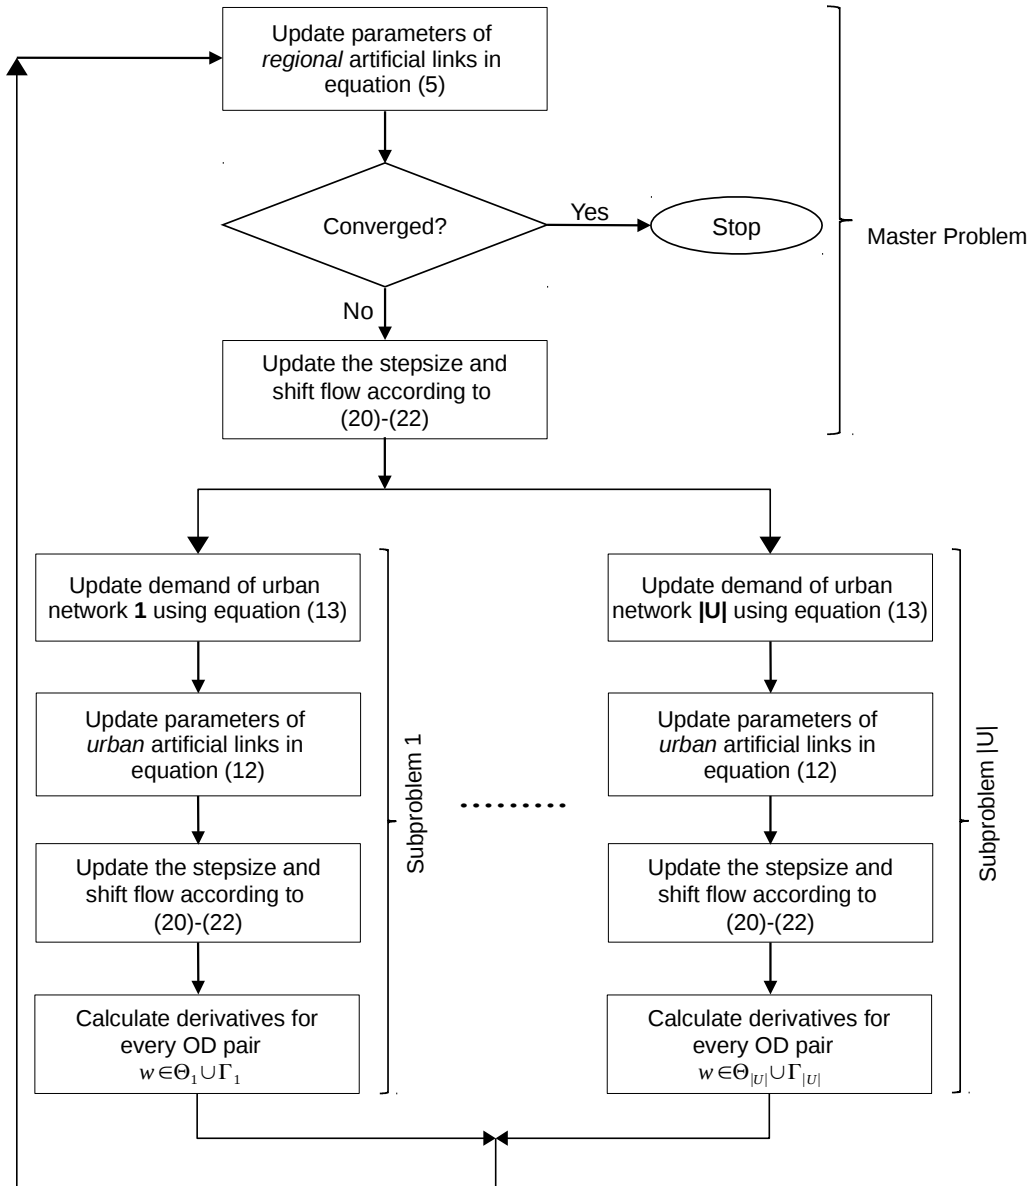 Update parameters of
regional artificial links in
equation (5)
Converged?
Yes
Stop
Master Problem
No
Update the stepsize and
shift flow according to
(20)-(22)
Update demand of urban
network 1 using equation (13)
Update parameters of
urban artificial links in
equation (12)
Update the stepsize and
shift flow according to
(20)-(22)
Calculate derivatives for
every OD pair
w∈Θ₁∪Γ₁
Subproblem 1
Update demand of urban
network |U| using equation (13)
Update parameters of
urban artificial links in
equation (12)
Update the stepsize and
shift flow according to
(20)-(22)
Calculate derivatives for
every OD pair
w∈Θ|U|∪Γ|U|
Subproblem |U|